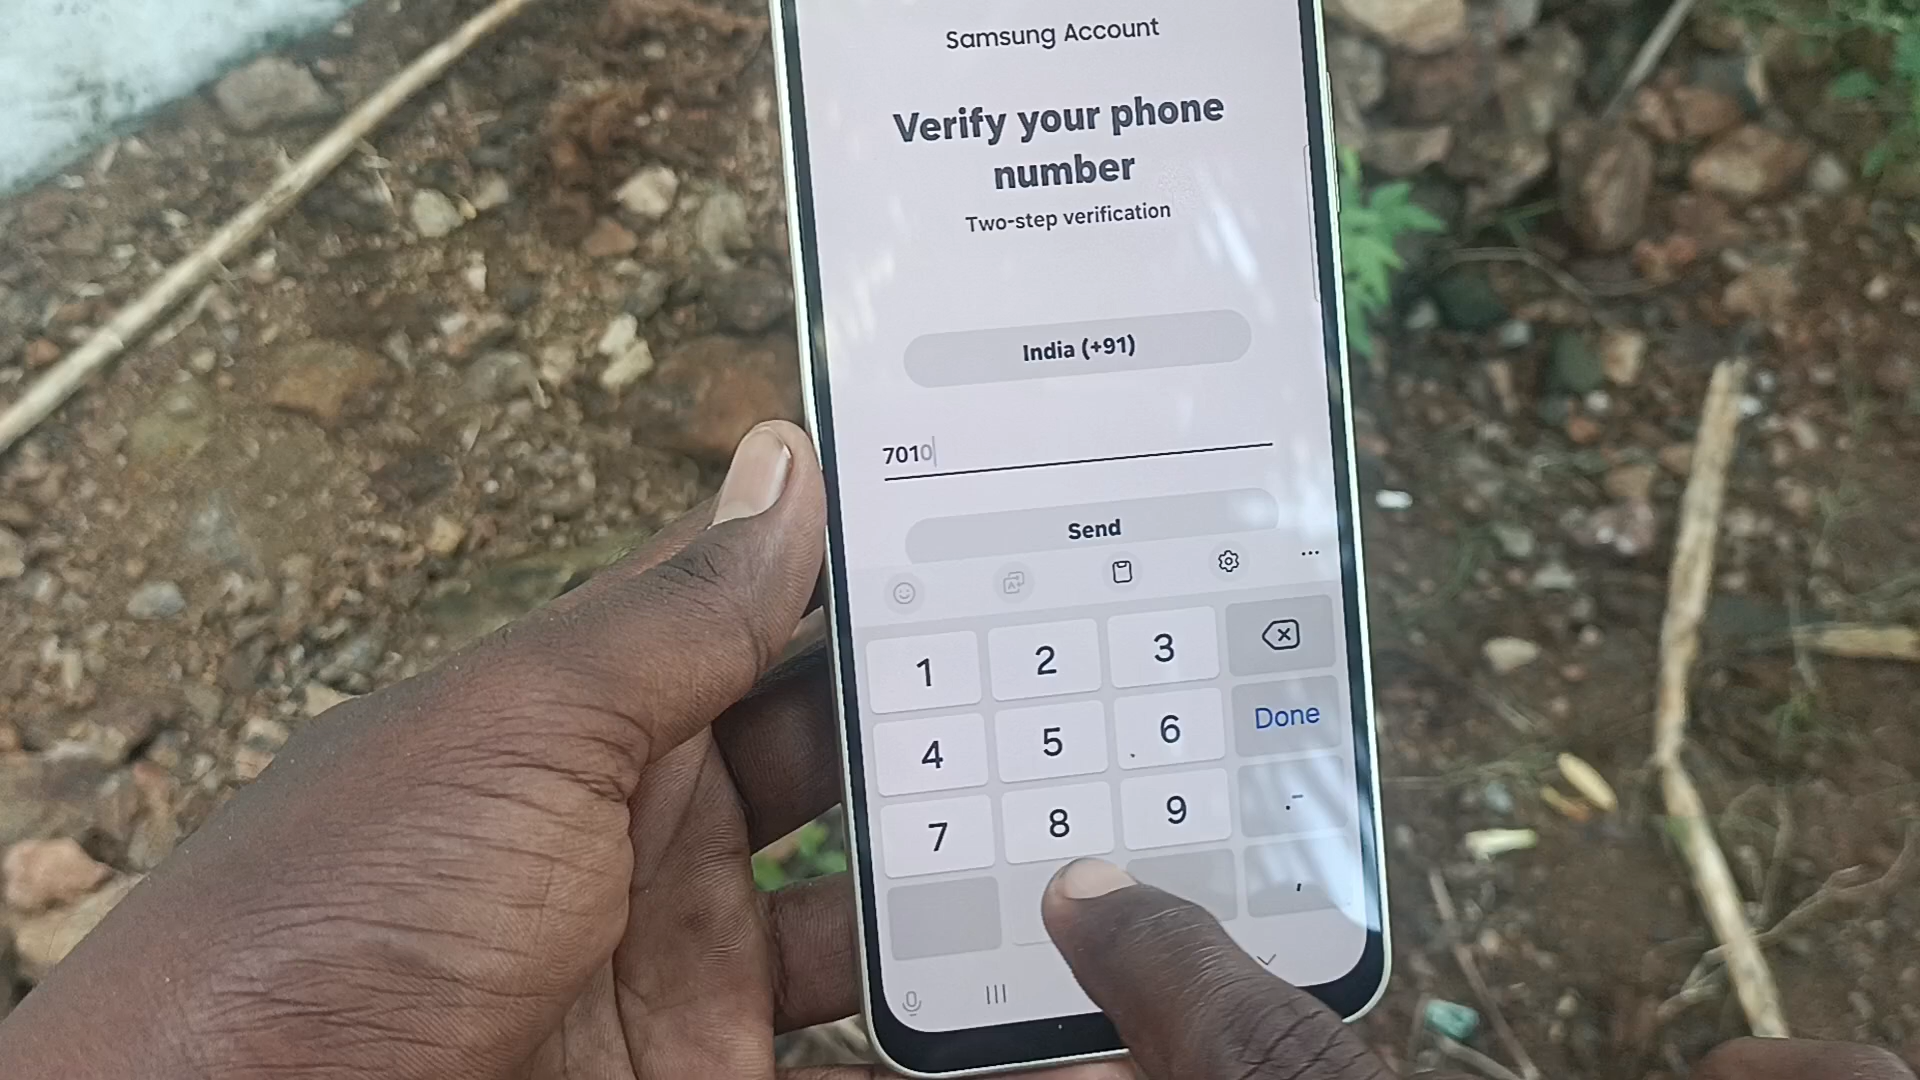 Samsung Account
Verify your phone
number
Two-step verification
India (+91)
7010
Send
1 2 3
4 5 6 Done
7 8 9 .-
,